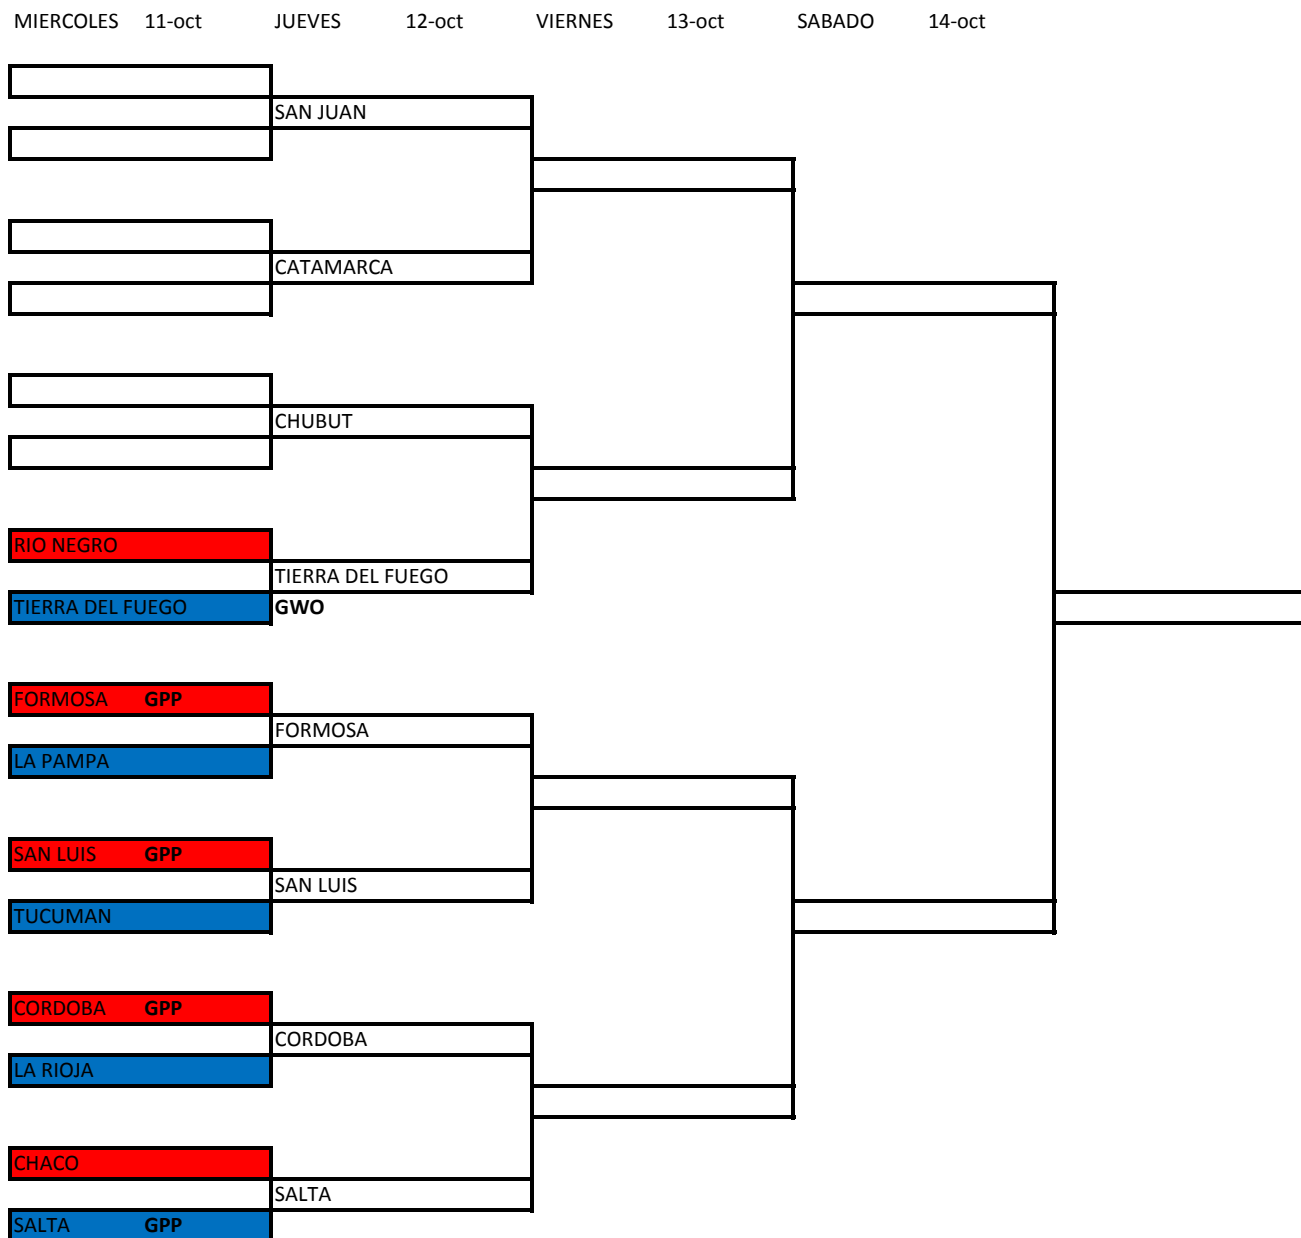 MIERCOLES 11-oct JUEVES 12-oct VIERNES 13-oct SABADO 14-oct
SAN JUAN
CATAMARCA
CHUBUT
RIO NEGRO
TIERRA DEL FUEGO
TIERRA DEL FUEGO GWO
FORMOSA GPP
FORMOSA
LA PAMPA
SAN LUIS GPP
SAN LUIS
TUCUMAN
CORDOBA GPP
CORDOBA
LA RIOJA
CHACO
SALTA
SALTA GPP